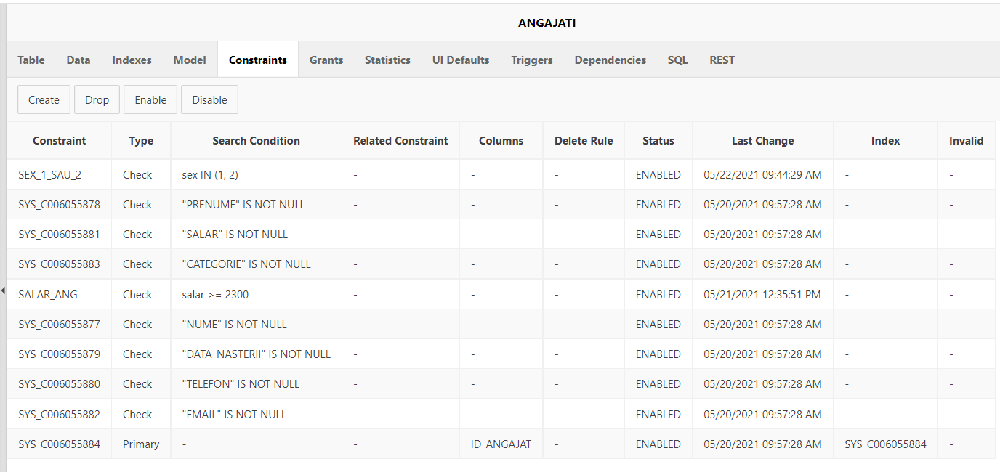 ANGAJATI
Table Data Indexes Model Constraints Grants Statistics UI Defaults Triggers Dependencies SQL REST
Create Drop Enable Disable
Constraint Type Search Condition Related Constraint Columns Delete Rule Status Last Change Index Invalid
SEX_1_SAU_2 Check sex IN (1, 2) - - - ENABLED 05/22/2021 09:44:29 AM - -
SYS_C006055878 Check "PRENUME" IS NOT NULL - - - ENABLED 05/20/2021 09:57:28 AM - -
SYS_C006055881 Check "SALAR" IS NOT NULL - - - ENABLED 05/20/2021 09:57:28 AM - -
SYS_C006055883 Check "CATEGORIE" IS NOT NULL - - - ENABLED 05/20/2021 09:57:28 AM - -
SALAR_ANG Check salar >= 2300 - - - ENABLED 05/21/2021 12:35:51 PM - -
SYS_C006055877 Check "NUME" IS NOT NULL - - - ENABLED 05/20/2021 09:57:28 AM - -
SYS_C006055879 Check "DATA_NASTERII" IS NOT NULL - - - ENABLED 05/20/2021 09:57:28 AM - -
SYS_C006055880 Check "TELEFON" IS NOT NULL - - - ENABLED 05/20/2021 09:57:28 AM - -
SYS_C006055882 Check "EMAIL" IS NOT NULL - - - ENABLED 05/20/2021 09:57:28 AM - -
SYS_C006055884 Primary - - ID_ANGAJAT - ENABLED 05/20/2021 09:57:28 AM SYS_C006055884 -